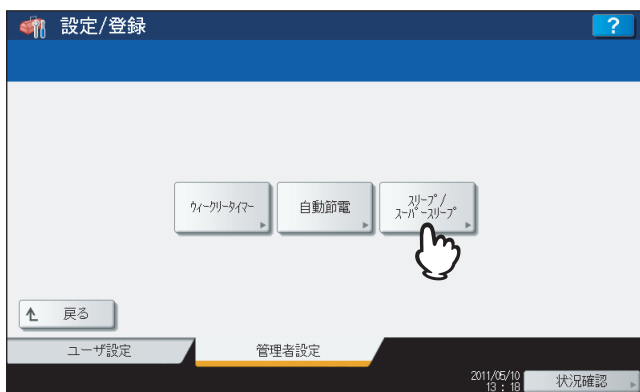 設定/登録
?
ｳｨｰｸﾘｰﾀｲﾏｰ
自動節電
ｽﾘｰﾌﾟ/
ｽｰﾊﾟｰｽﾘｰﾌﾟ
戻る
ユーザ設定
管理者設定
2011/05/10
13 : 18
状況確認